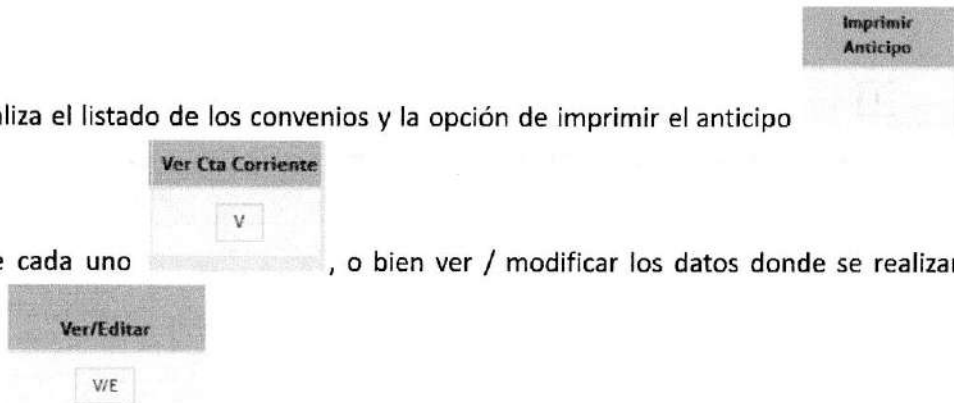 Imprimir
Anticipo
aliza el listado de los convenios y la opción de imprimir el anticipo
Ver Cta Corriente
V
e cada uno , o bien ver / modificar los datos donde se realizar
Ver/Editar
V/E